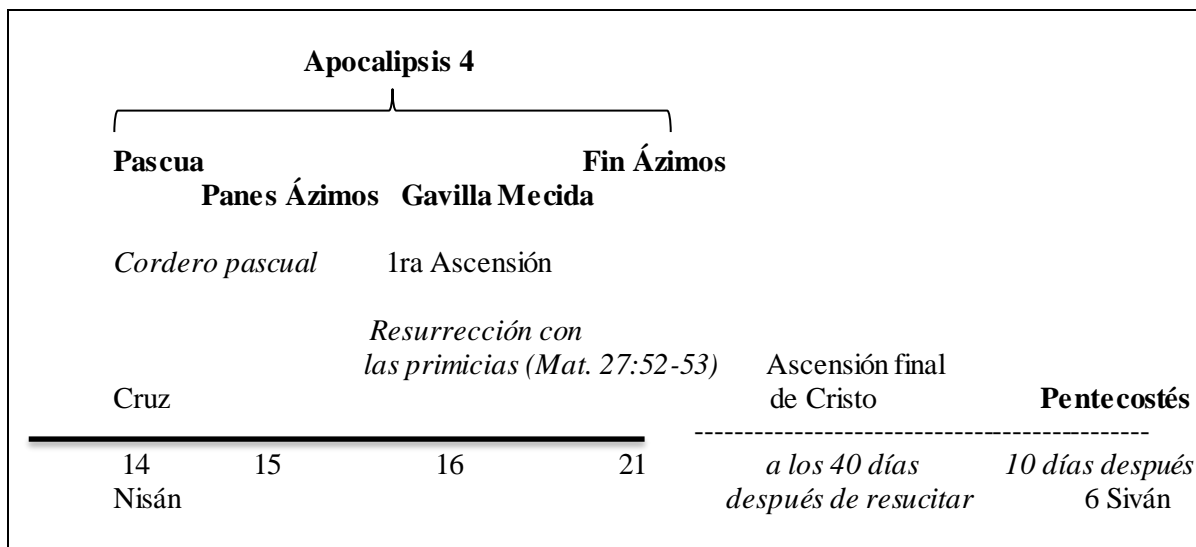 Apocalipsis 4
Pascua Fin Ázimos
Panes Ázimos Gavilla Mecida
Cordero pascual 1ra Ascensión
Resurrección con
las primicias (Mat. 27:52-53) Ascensión final
Cruz de Cristo Pentecostés
14 15 16 21 a los 40 días 10 días después
Nisán después de resucitar 6 Siván